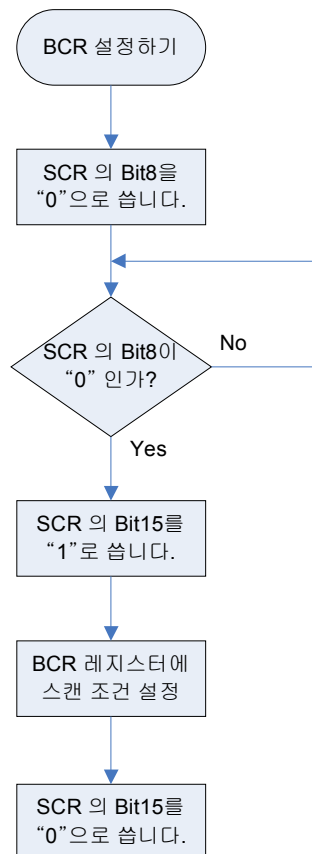 BCR 설정하기
SCR 의 Bit8을
“0”으로 씁니다.
SCR 의 Bit8이
“0” 인가?
No
Yes
SCR 의 Bit15를
“1”로 씁니다.
BCR 레지스터에
스캔 조건 설정
SCR 의 Bit15를
“0”으로 씁니다.